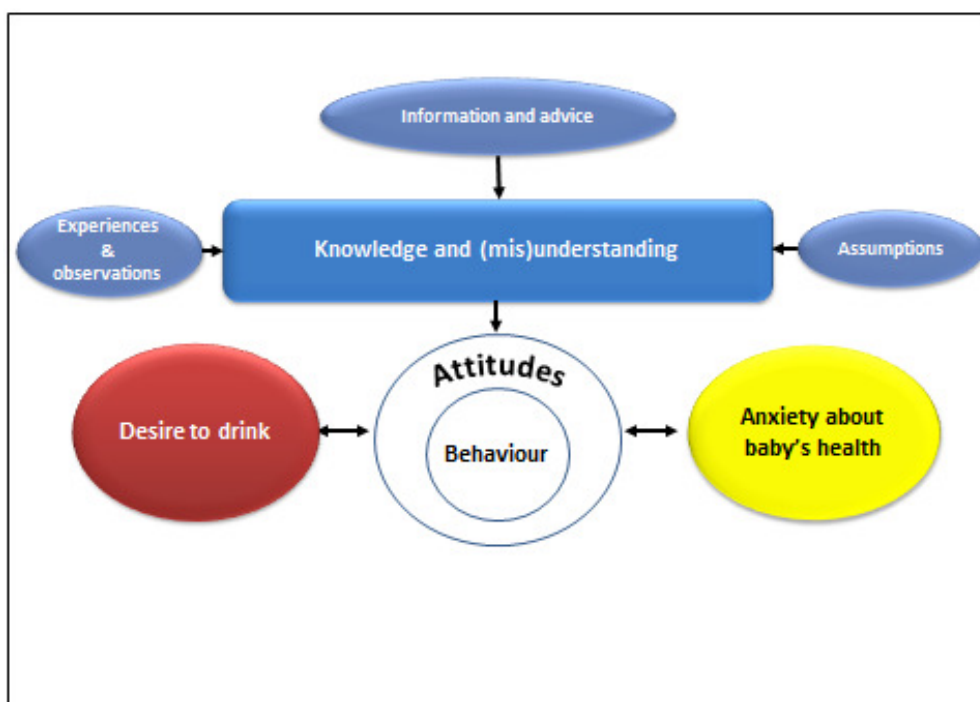 Information and advice
Experiences
&
observations
Knowledge and (mis)understanding
Assumptions
Desire to drink
Attitudes
Behaviour
Anxiety about
baby's health